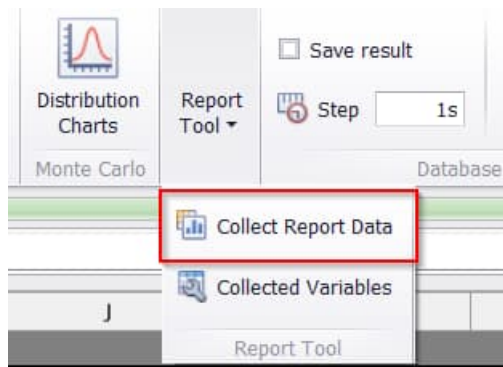 Distribution
Charts
Monte Carlo
Report
Tool
Save result
Step 1s
Database
Collect Report Data
Collected Variables
Report Tool
J